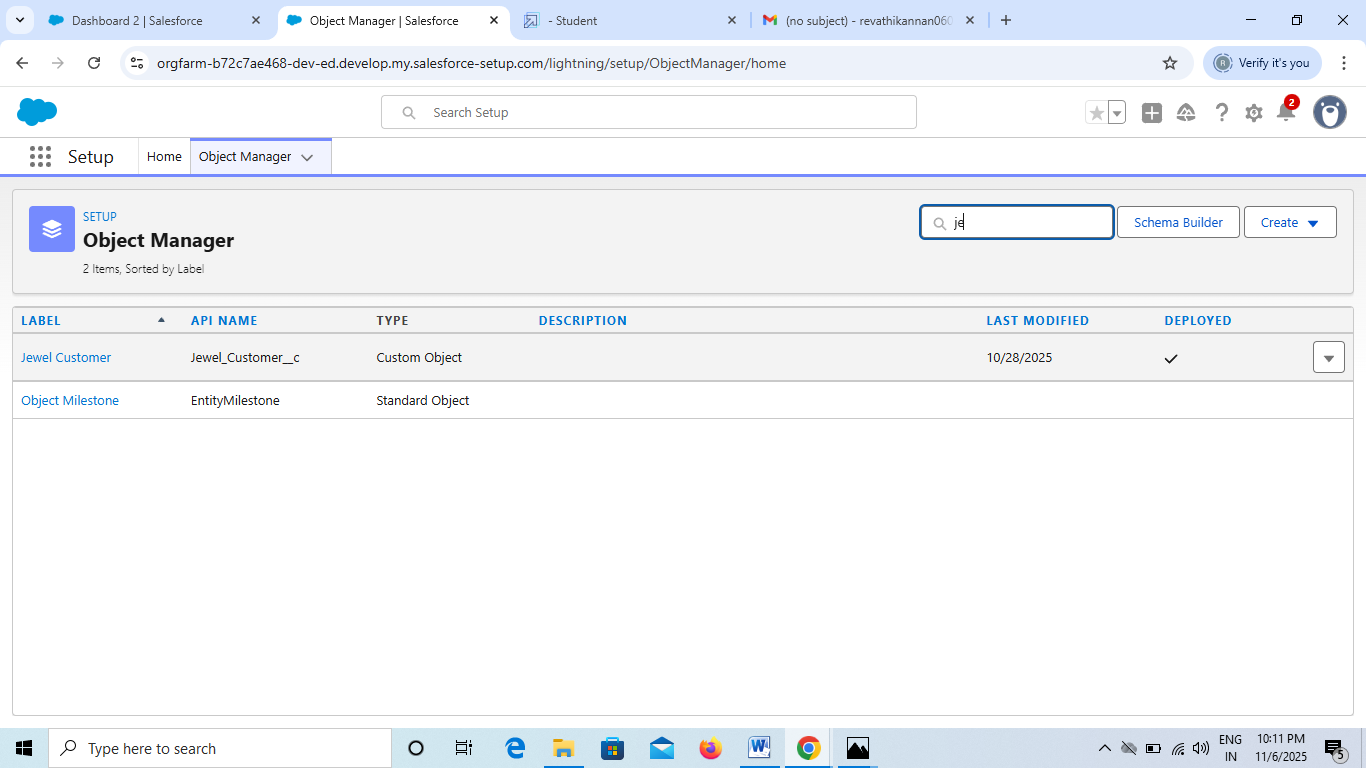 Dashboard 2 | Salesforce
Object Manager | Salesforce
- Student
(no subject) - revathikannan060
orgfarm-b72c7ae468-dev-ed.develop.my.salesforce-setup.com/lightning/setup/ObjectManager/home
R
Verify it's you
Search Setup
2
Setup
Home
Object Manager
SETUP
Object Manager
2 Items, Sorted by Label
je
Schema Builder
Create
LABEL API NAME TYPE DESCRIPTION LAST MODIFIED DEPLOYED
Jewel Customer Jewel_Customer__c Custom Object 10/28/2025
Object Milestone EntityMilestone Standard Object
Type here to search
ENG
IN
10:11 PM
11/6/2025
5